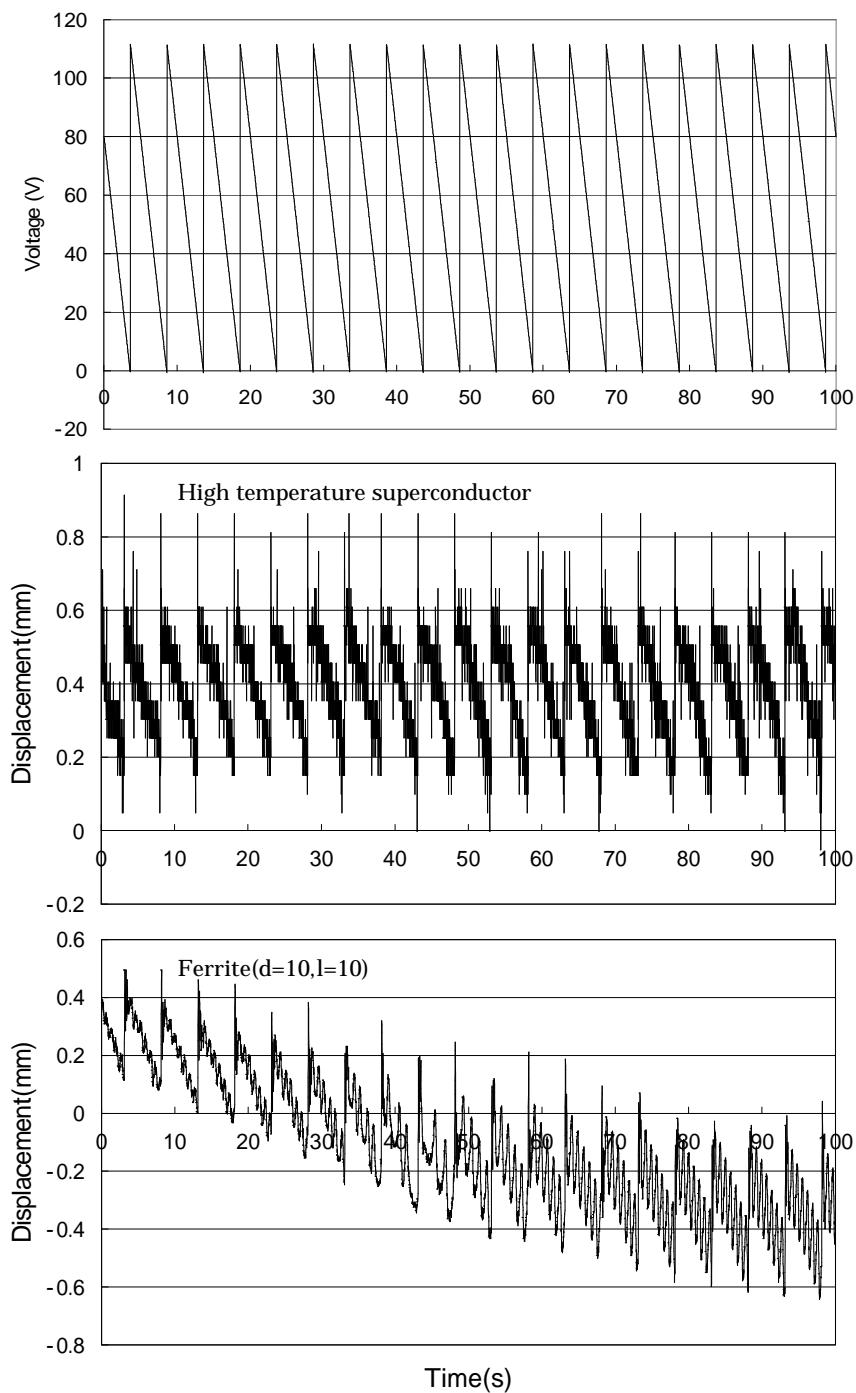 120
100
80
60
40
20
0
-20
Voltage (V)
0 10 20 30 40 50 60 70 80 90 100
High temperature superconductor
1
0.8
0.6
0.4
0.2
0
-0.2
Displacement(mm)
0 10 20 30 40 50 60 70 80 90 100
Ferrite(d=10,l=10)
0.6
0.4
0.2
0
-0.2
-0.4
-0.6
-0.8
Displacement(mm)
0 10 20 30 40 50 60 70 80 90 100
Time(s)